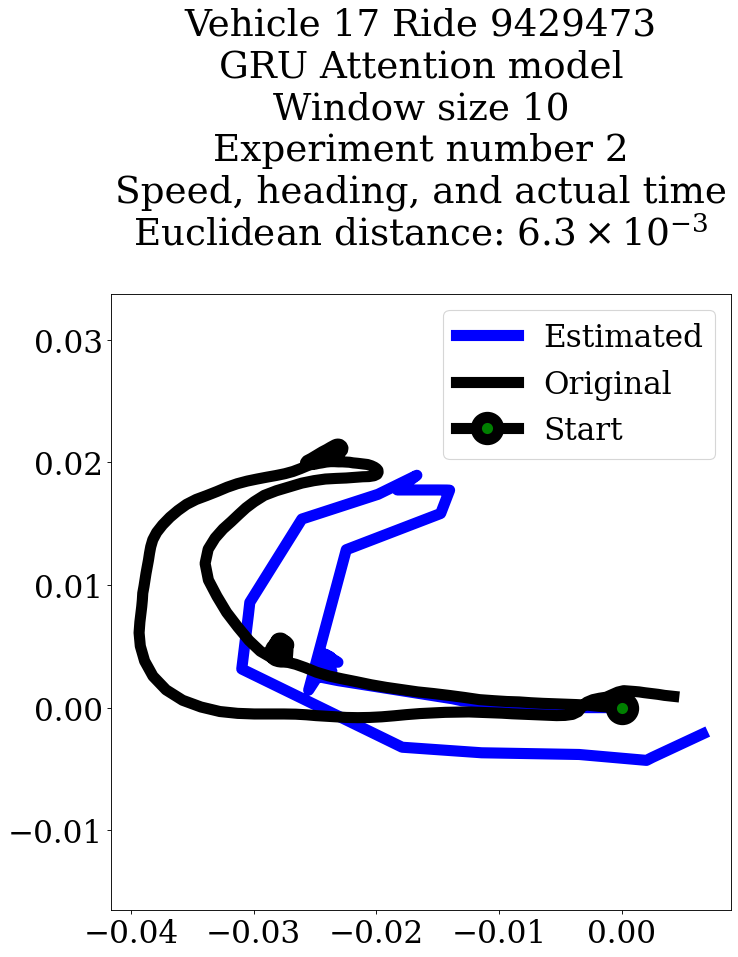 Vehicle 17 Ride 9429473
GRU Attention model
Window size 10
Experiment number 2
Speed, heading, and actual time
Euclidean distance: 6.3 × 10⁻³
Estimated
Original
Start
0.03
0.02
0.01
0.00
−0.01
−0.04 −0.03 −0.02 −0.01 0.00